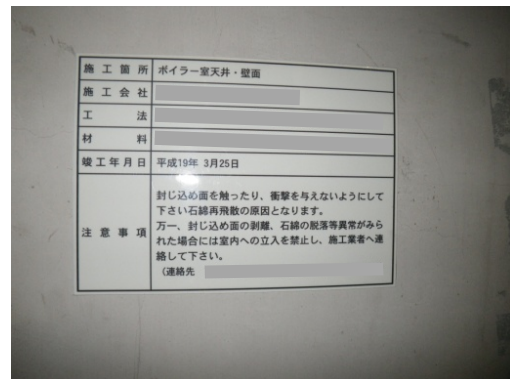 施工箇所 ボイラー室天井・壁面
施工会社
工法
材料
竣工年月日 平成19年 3月25日
注意事項
封じ込め面を触ったり、衝撃を与えないようにして
下さい石綿再飛散の原因となります。
万一、封じ込め面の剥離、石綿の脱落等異常がみら
れた場合には室内への立入を禁止し、施工業者へ連
絡して下さい。
（連絡先